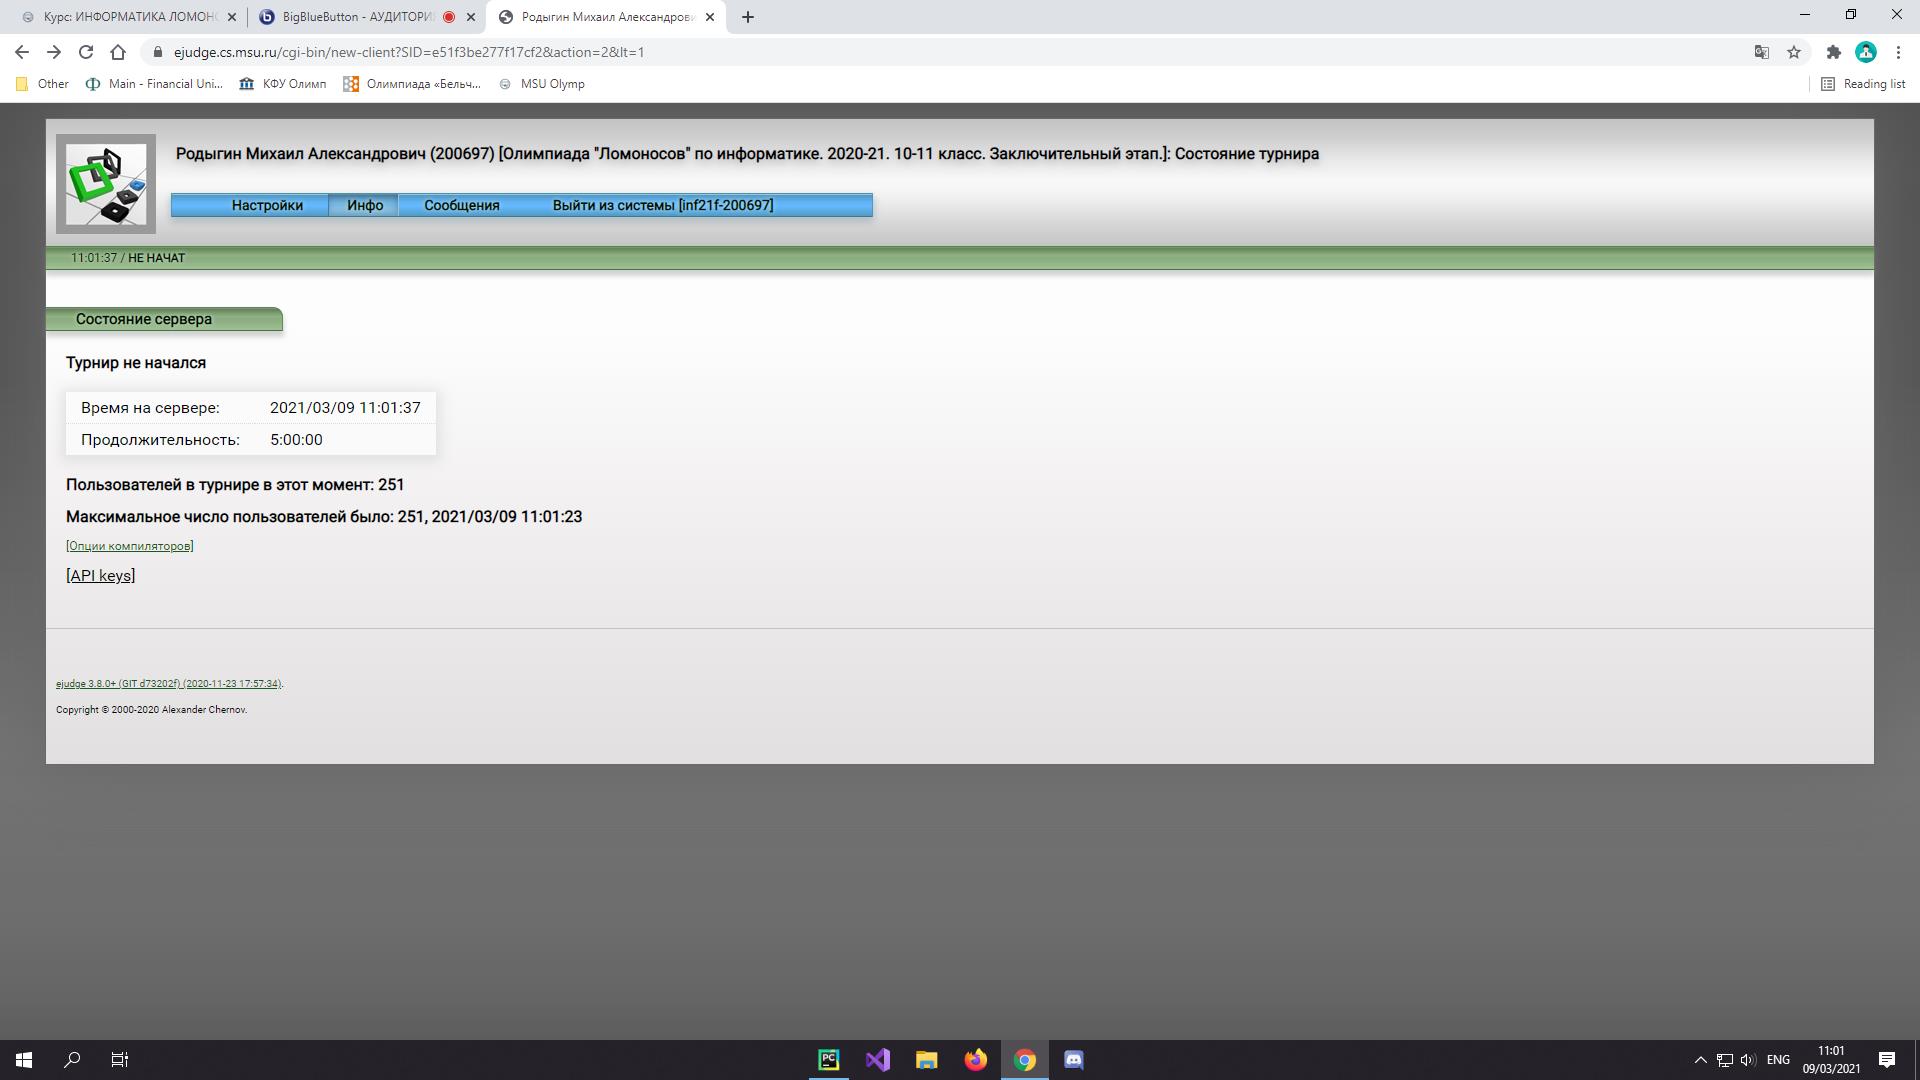 Курс: ИНФОРМАТИКА ЛОМОНО
BigBlueButton - АУДИТОРИ
Родыгин Михаил Александрови
ejudge.cs.msu.ru/cgi-bin/new-client?SID=e51f3be277f17cf2&action=2&lt=1
Other
Main - Financial Uni...
КФУ Олимп
Олимпиада «Бельч...
MSU Olymp
Reading list
Родыгин Михаил Александрович (200697) [Олимпиада "Ломоносов" по информатике. 2020-21. 10-11 класс. Заключительный этап.]: Состояние турнира
Настройки
Инфо
Сообщения
Выйти из системы [inf21f-200697]
11:01:37 / НЕ НАЧАТ
Состояние сервера
Турнир не начался
Время на сервере: 2021/03/09 11:01:37
Продолжительность: 5:00:00
Пользователей в турнире в этот момент: 251
Максимальное число пользователей было: 251, 2021/03/09 11:01:23
[Опции компиляторов]
[API keys]
ejudge 3.8.0+ (GIT d73202f) (2020-11-23 17:57:34).
Copyright © 2000-2020 Alexander Chernov.
PC
ENG
11:01
09/03/2021